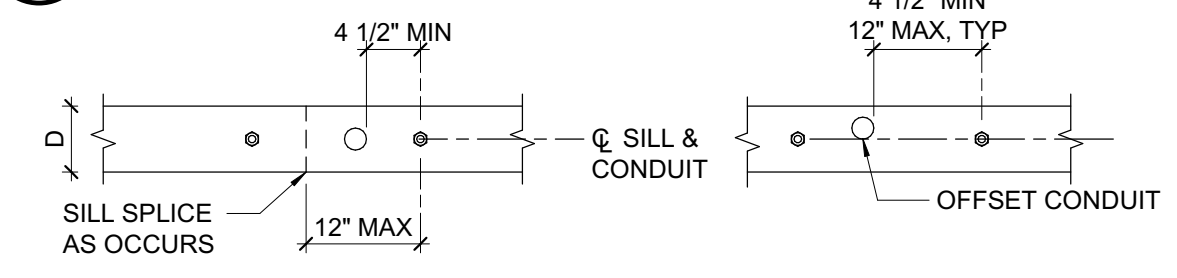 4 1/2" MIN
D
SILL SPLICE
AS OCCURS
12" MAX
℄ SILL &
CONDUIT
4 1/2" MIN
12" MAX, TYP
OFFSET CONDUIT